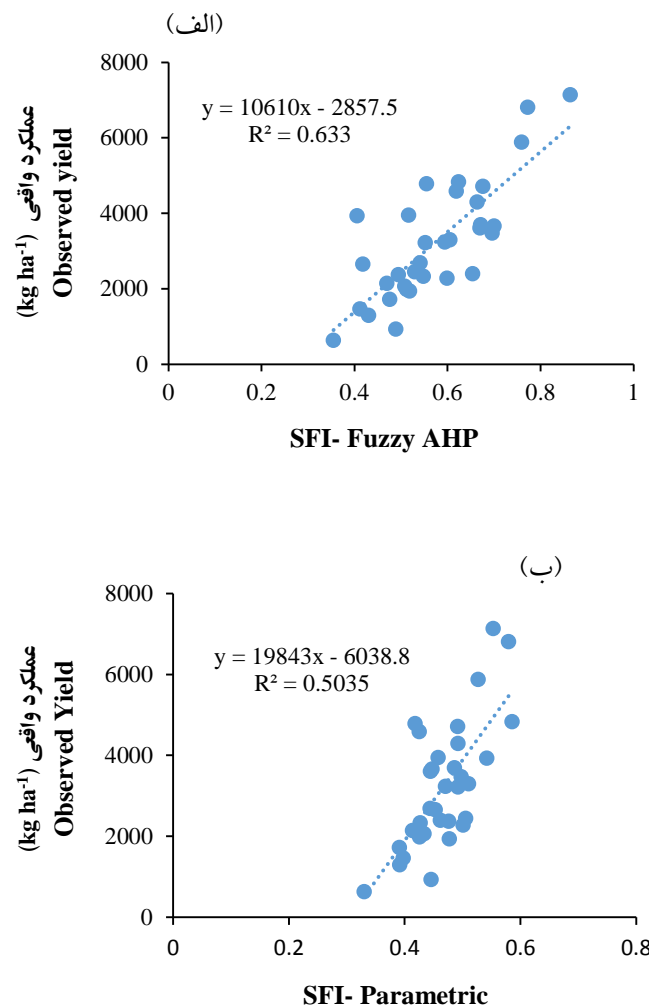 (الف)
8000
6000
4000
2000
0
y = 10610x - 2857.5
R² = 0.633
عملکرد واقعی (kg ha⁻¹)
Observed yield
0 0.2 0.4 0.6 0.8 1
SFI- Fuzzy AHP
(ب)
8000
6000
4000
2000
0
y = 19843x - 6038.8
R² = 0.5035
عملکرد واقعی (kg ha⁻¹)
Observed Yield
0 0.2 0.4 0.6 0.8
SFI- Parametric